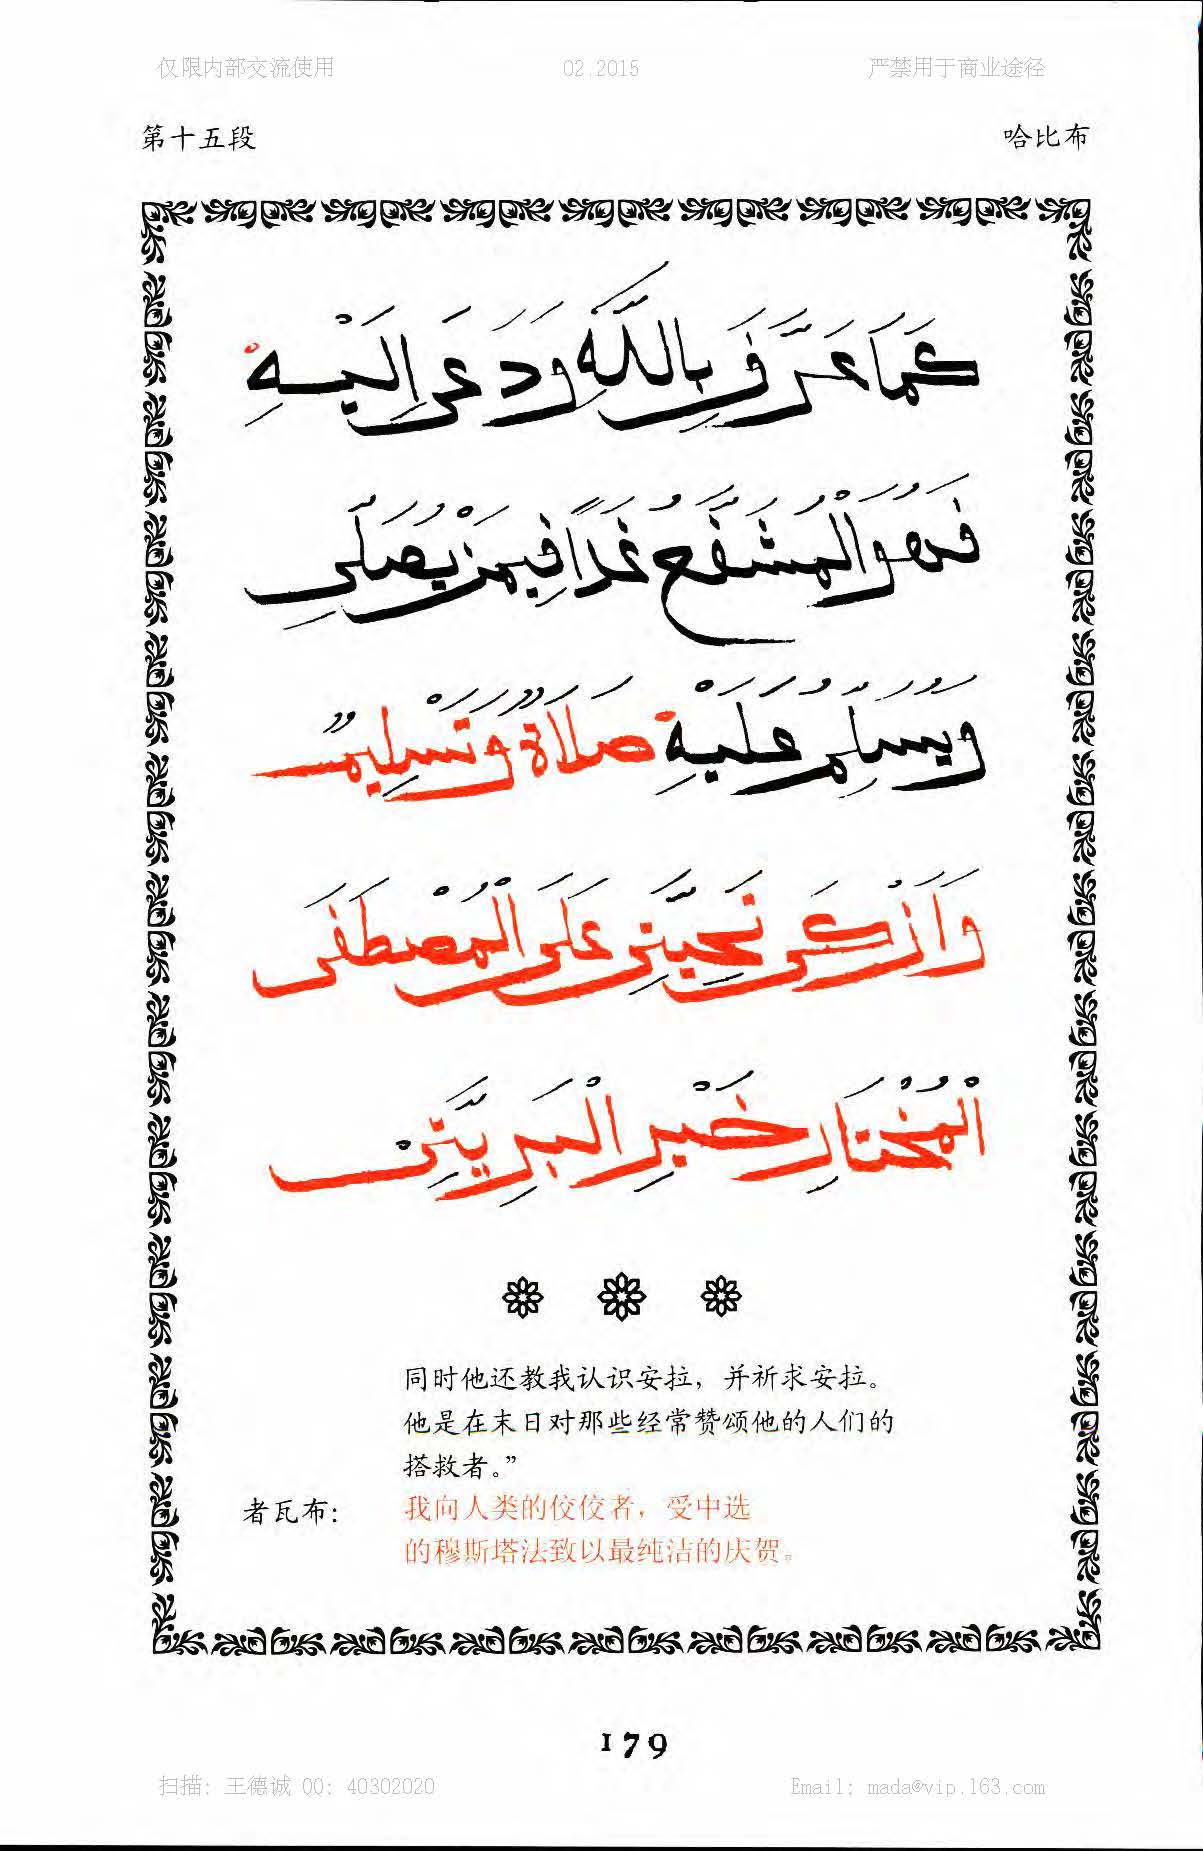 仅限内部交流使用 02.2015 严禁用于商业途径
第十五段 哈比布
كَمَا عَرَّفَنِي بِاللَّهِ وَدَعَانِي إِلَيْهِ
فَهُوَ الْمُشَفَّعُ غَدًا فِيمَنْ يُصَلِّي
وَيُسَلِّمُ عَلَيْهِ صَلَاةٌ وَتَسْلِيمٌ
وَأَزْكَى تَحِيَّةٍ عَلَى الْمُصْطَفَى
الْمُخْتَارِ خَيْرِ الْبَرِيَّةِ
同时他还教我认识安拉，并祈求安拉。
他是在末日对那些经常赞颂他的人们的
搭救者。”
者瓦布： 我向人类的佼佼者，受中选
的穆斯塔法致以最纯洁的庆贺。
179
扫描：王德诚 QQ：40302020 Email：mada@vip.163.com